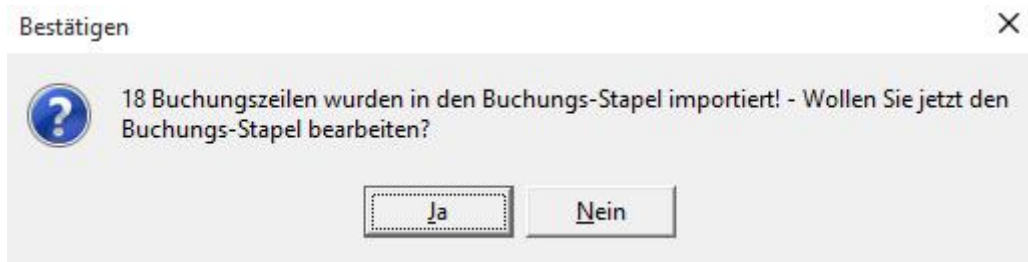 Bestätigen
18 Buchungszeilen wurden in den Buchungs-Stapel importiert! - Wollen Sie jetzt den
Buchungs-Stapel bearbeiten?
Ja
Nein